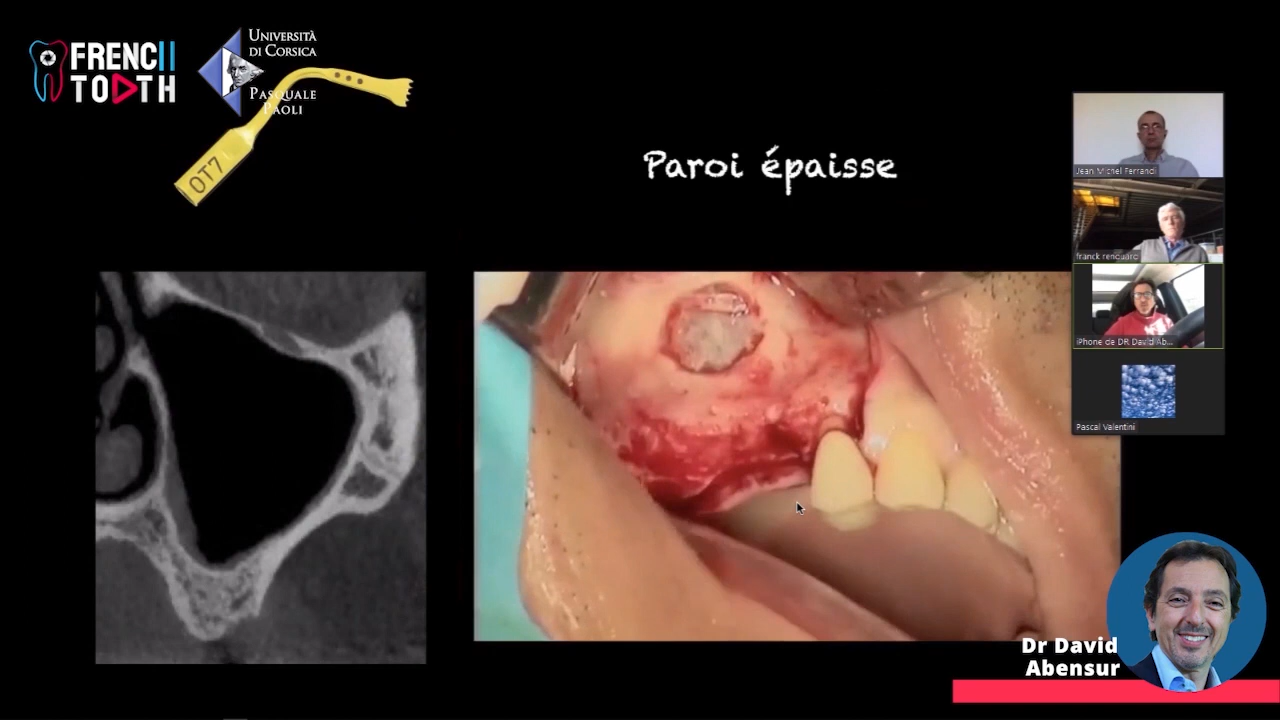 FRENCH
TOOTH
UNIVERSITÀ
DI CORSICA
PASQUALE
PAOLI
OT7
Paroi épaisse
Jean Michel Ferrandi
franck renouard
iPhone de DR David Ab...
Pascal Valentini
Dr David
Abensur